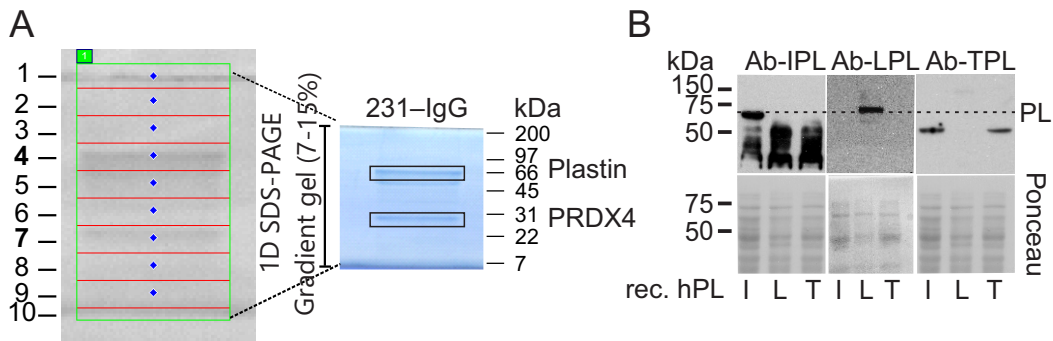 A
1
1
2
3
4
5
6
7
8
9
10
1D SDS-PAGE
Gradient gel (7-15%)
231–IgG
kDa
200
97
66
45
31
22
7
Plastin
PRDX4
B
kDa
Ab-IPL Ab-LPL Ab-TPL
150
75
50
PL
75
50
Ponceau
rec. hPL I L T I L T I L T